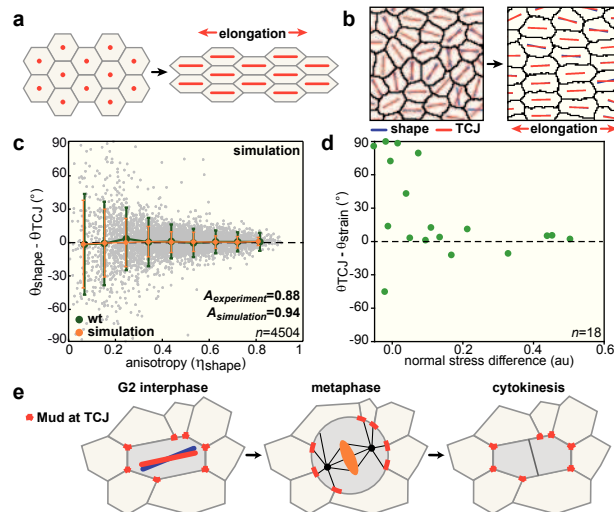 a
elongation
b
shape TCJ
elongation
c
simulation
90
60
30
0
-30
-60
-90
θshape - θTCJ (°)
wt
simulation
Aexperiment=0.88
Asimulation=0.94
n=4504
0 0.2 0.4 0.6 0.8 1
anisotropy (ηshape)
d
90
60
30
0
-30
-60
-90
θTCJ - θstrain (°)
n=18
0.0 0.2 0.4 0.6
normal stress difference (au)
e
G2 interphase metaphase cytokinesis
Mud at TCJ